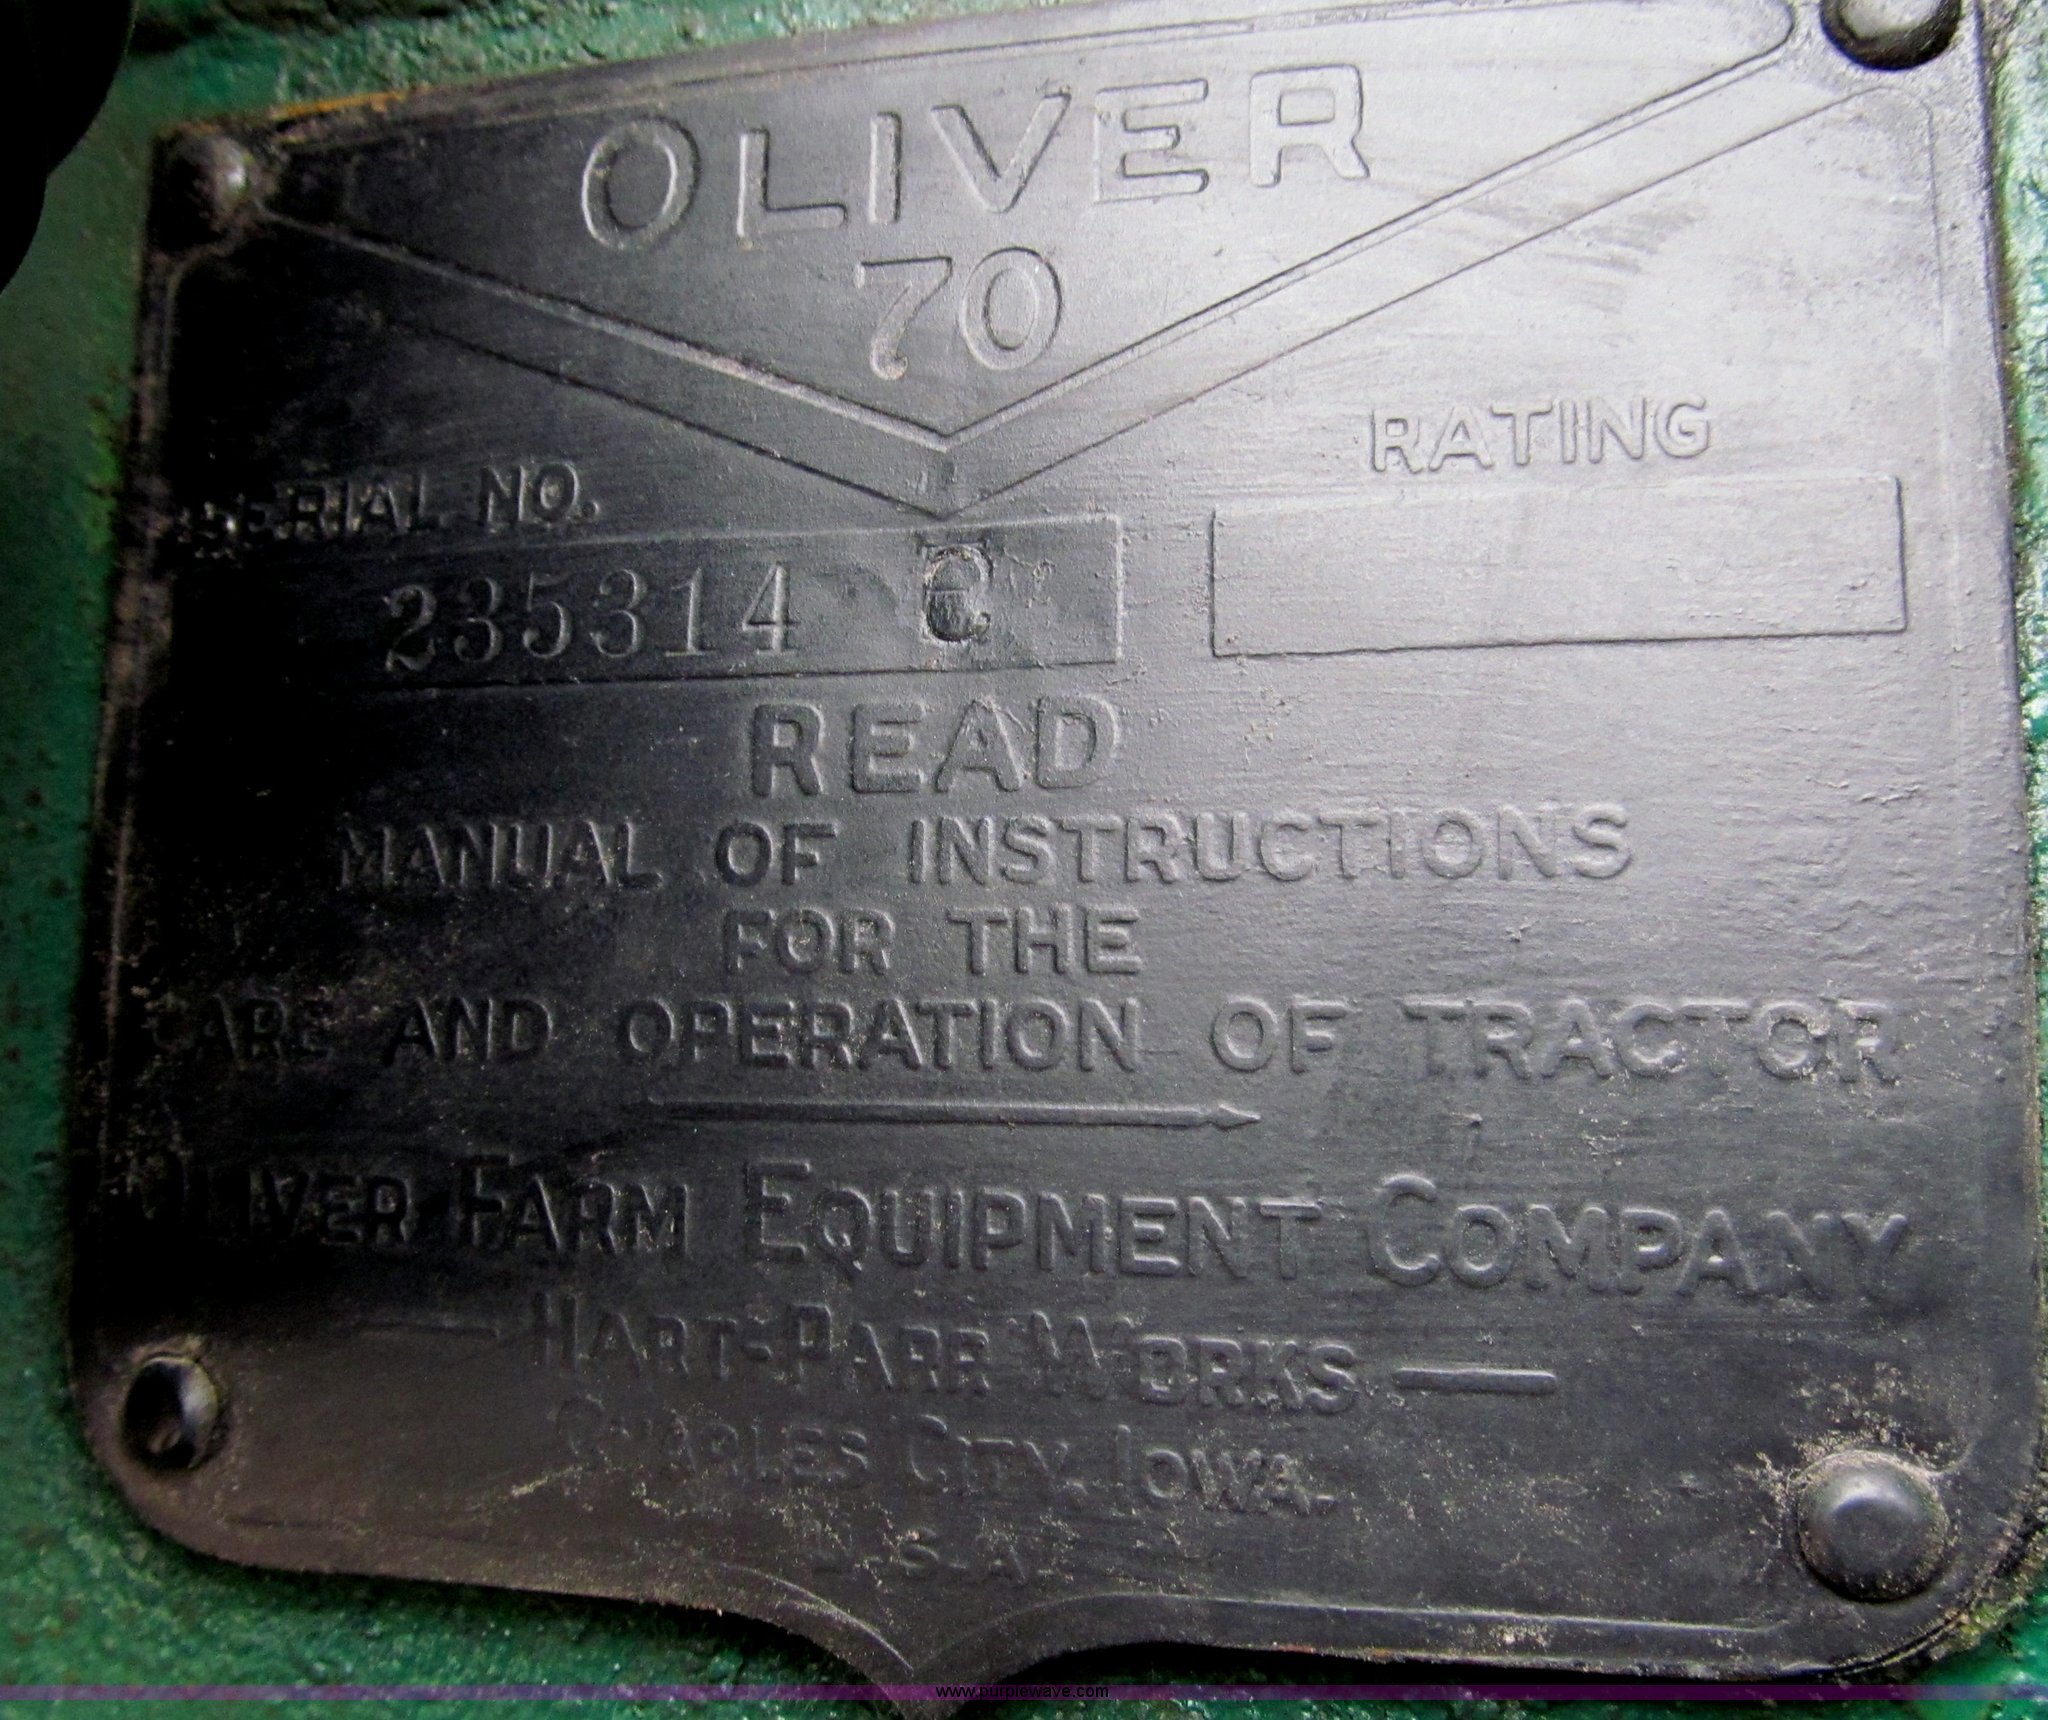 OLIVER
70
SERIAL NO.
RATING
235314 C
READ
MANUAL OF INSTRUCTIONS
FOR THE
CARE AND OPERATION OF TRACTOR
OLIVER FARM EQUIPMENT COMPANY
HART-PARR WORKS
CHARLES CITY, IOWA.
U.S.A.
www.purplewave.com